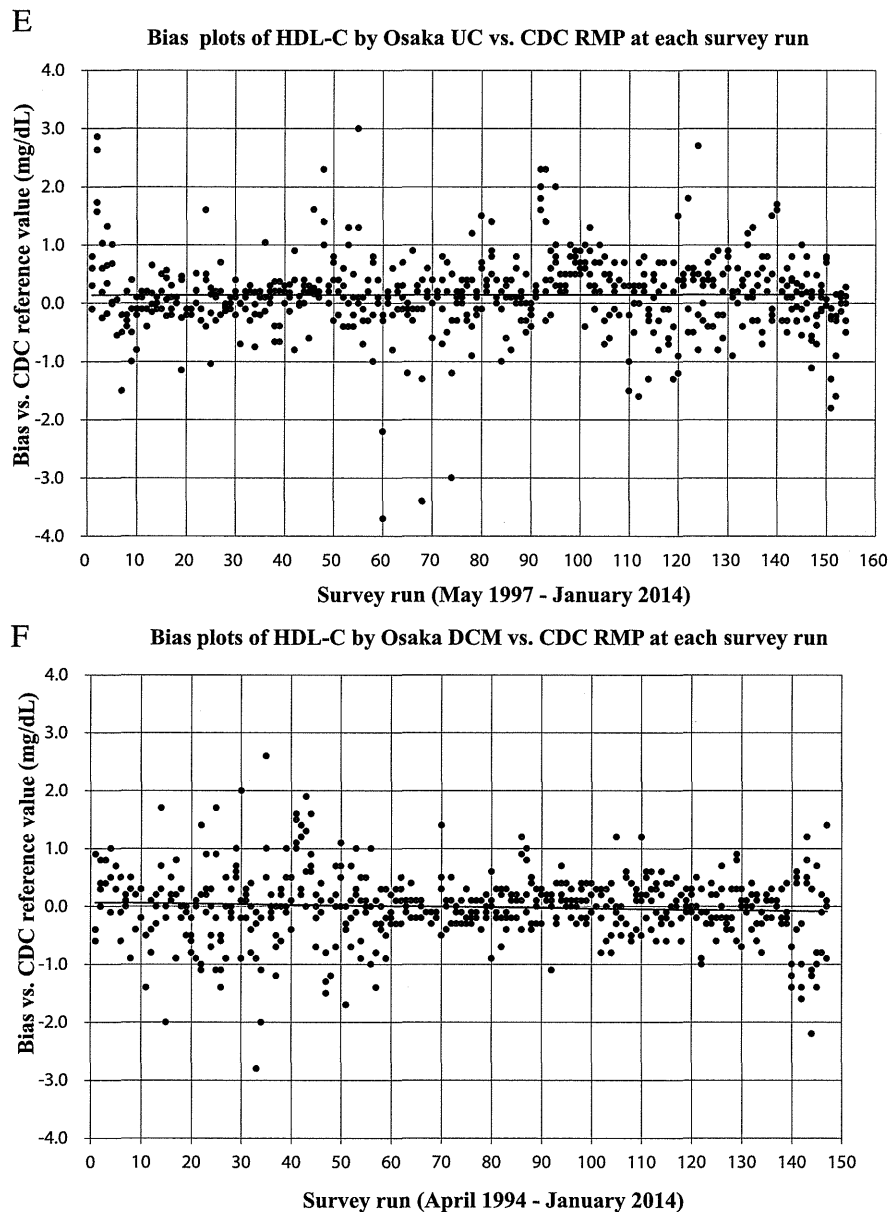 E
Bias plots of HDL-C by Osaka UC vs. CDC RMP at each survey run
Bias vs. CDC reference value (mg/dL)
4.0
3.0
2.0
1.0
0.0
-1.0
-2.0
-3.0
-4.0
0 10 20 30 40 50 60 70 80 90 100 110 120 130 140 150 160
Survey run (May 1997 - January 2014)
F
Bias plots of HDL-C by Osaka DCM vs. CDC RMP at each survey run
Bias vs. CDC reference value (mg/dL)
4.0
3.0
2.0
1.0
0.0
-1.0
-2.0
-3.0
-4.0
0 10 20 30 40 50 60 70 80 90 100 110 120 130 140 150
Survey run (April 1994 - January 2014)